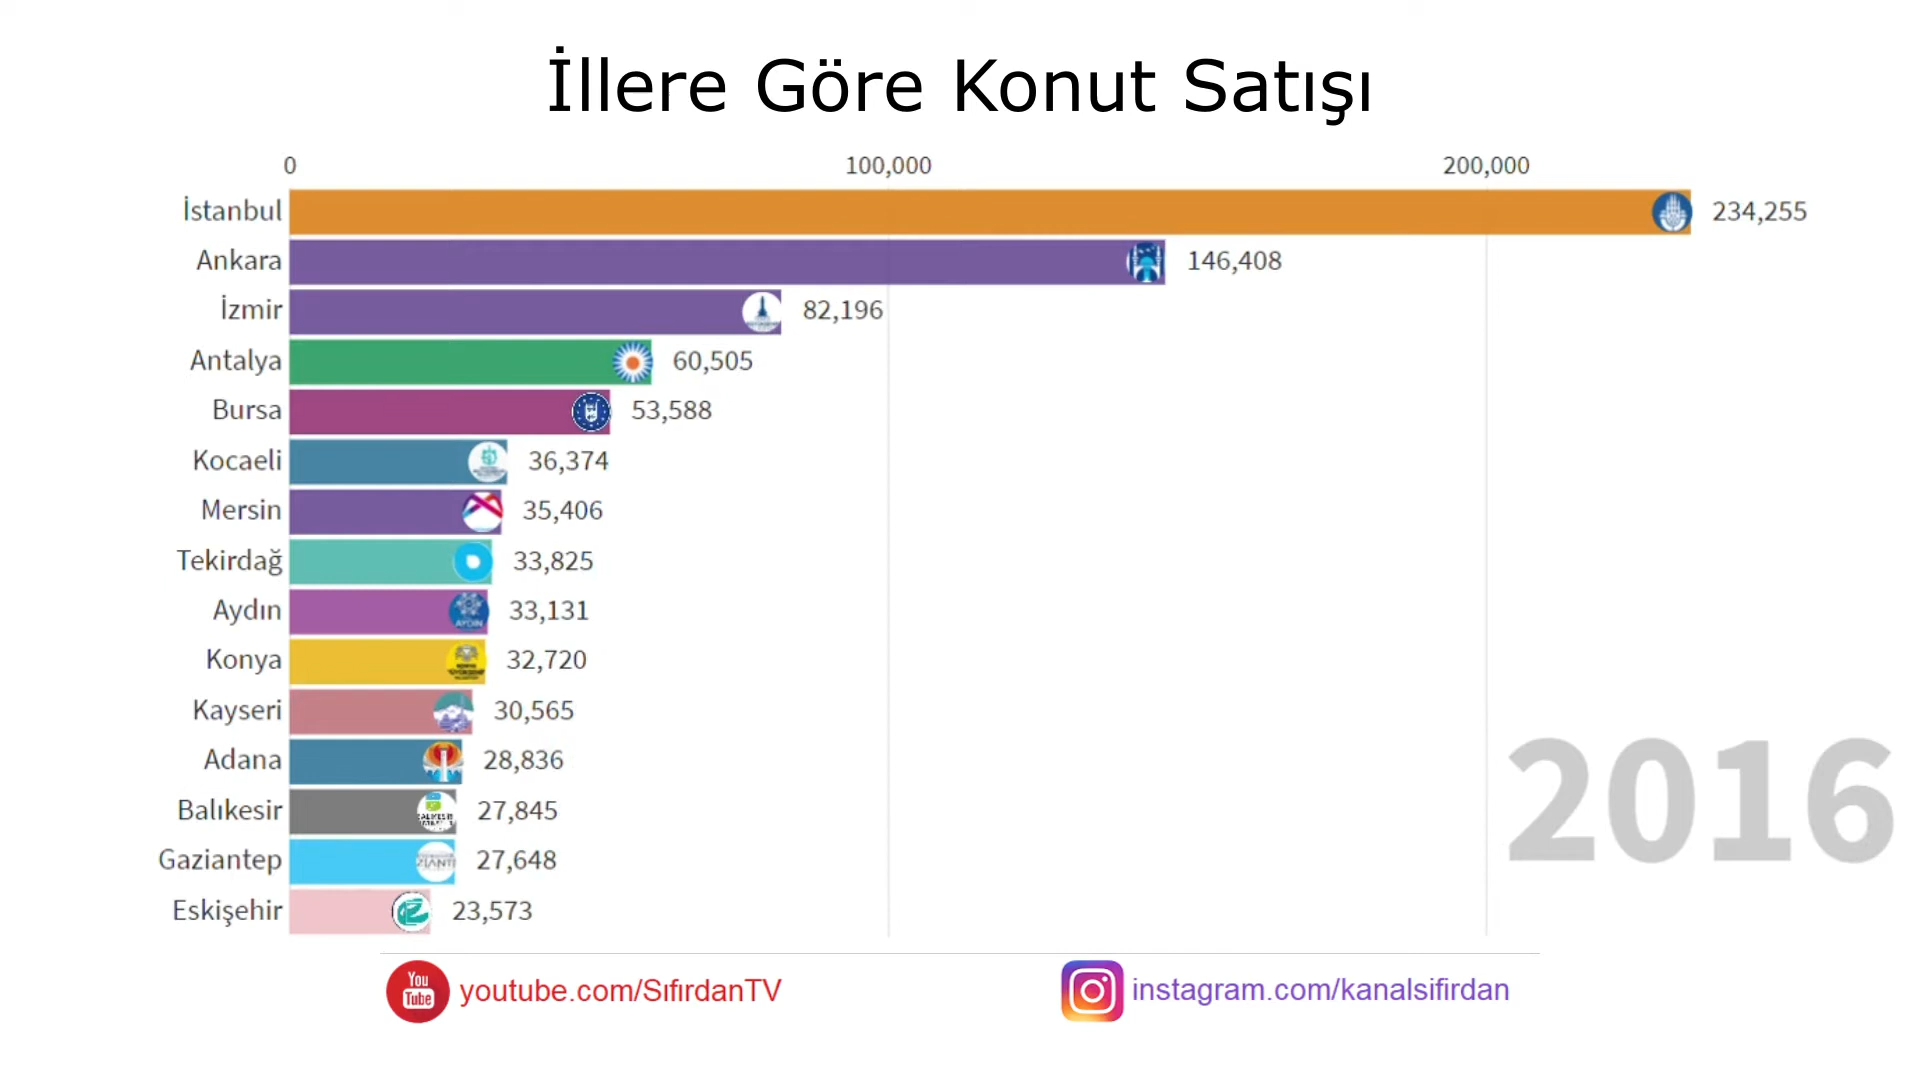 İllere Göre Konut Satışı
0 100,000 200,000
İstanbul 234,255
Ankara 146,408
İzmir 82,196
Antalya 60,505
Bursa 53,588
Kocaeli 36,374
Mersin 35,406
Tekirdağ 33,825
Aydın 33,131
Konya 32,720
Kayseri 30,565
Adana 28,836
Balıkesir 27,845
Gaziantep 27,648
Eskişehir 23,573
2016
You
Tube
youtube.com/SıfırdanTV
instagram.com/kanalsifirdan